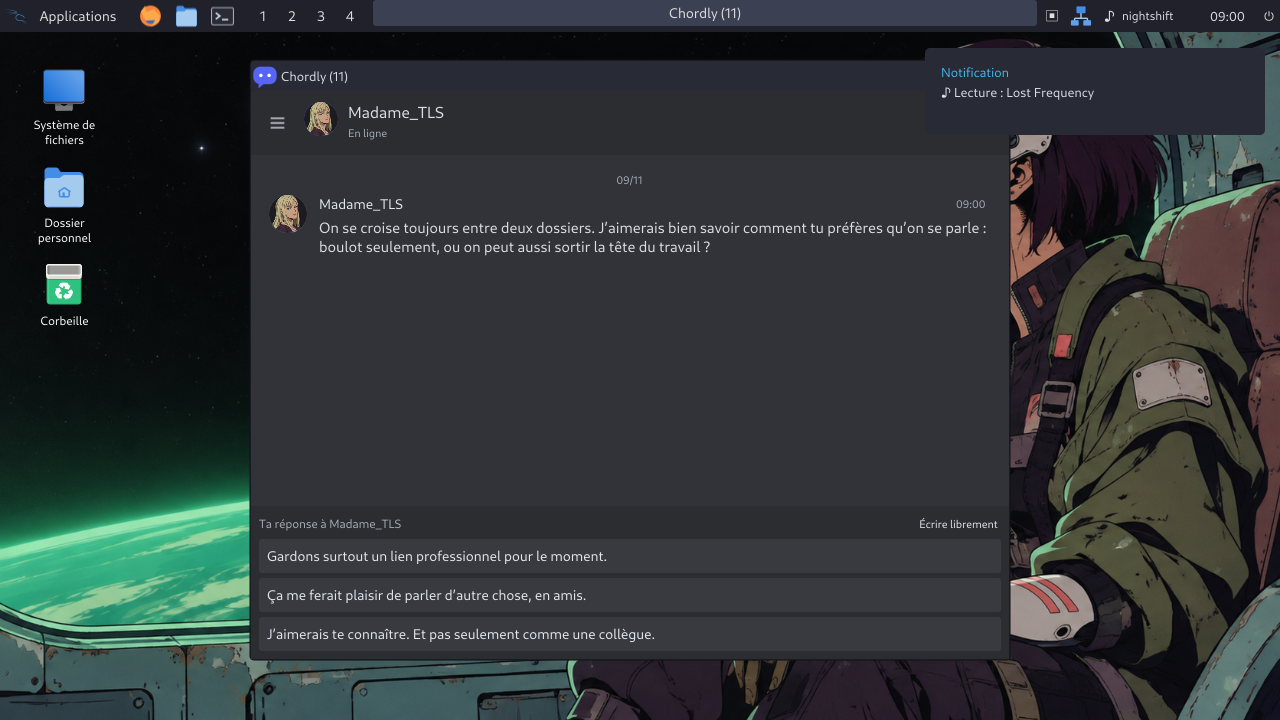 Applications
1 2 3 4
Chordly (11)
nightshift
09:00
Système de
fichiers
Dossier
personnel
Corbeille
Chordly (11)
Notification
♪ Lecture : Lost Frequency
Madame_TLS
En ligne
09/11
Madame_TLS
09:00
On se croise toujours entre deux dossiers. J’aimerais bien savoir comment tu préfères qu’on se parle :
boulot seulement, ou on peut aussi sortir la tête du travail ?
Ta réponse à Madame_TLS
Écrire librement
Gardons surtout un lien professionnel pour le moment.
Ça me ferait plaisir de parler d’autre chose, en amis.
J’aimerais te connaître. Et pas seulement comme une collègue.